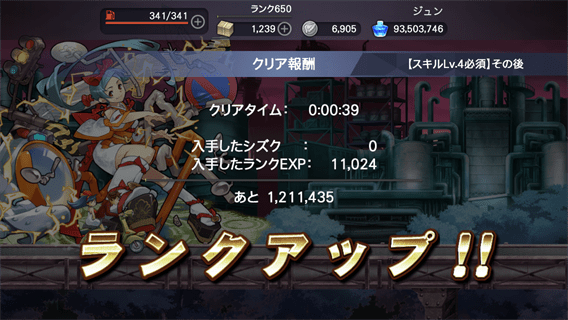 ランク650
ジュン
341/341
1,239
6,905
93,503,746
クリア報酬
【スキルLv.4必須】その後
クリアタイム: 0:00:39
入手したシズク : 0
入手したランクEXP: 11,024
あと 1,211,435
ランクアップ!!